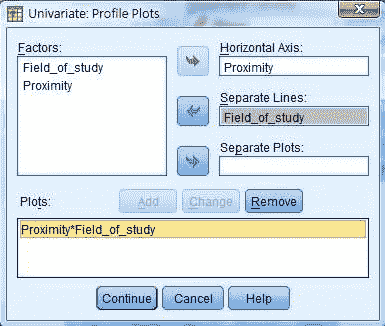 Univariate: Profile Plots
Factors:
Field_of_study
Proximity
Horizontal Axis:
Proximity
Separate Lines:
Field_of_study
Separate Plots:
Plots:
Add
Change
Remove
Proximity*Field_of_study
Continue
Cancel
Help